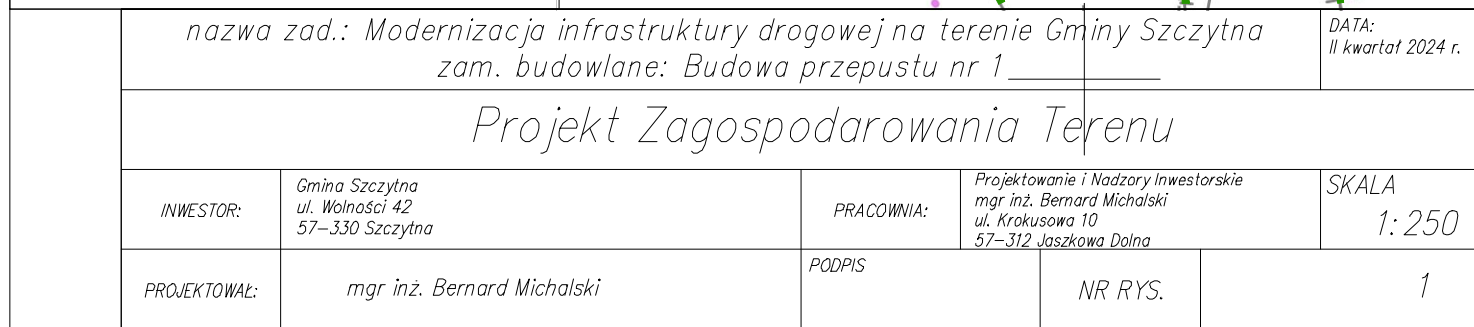 nazwa zad.: Modernizacja infrastruktury drogowej na terenie Gminy Szczytna
zam. budowlane: Budowa przepustu nr 1
DATA:
II kwartał 2024 r.
Projekt Zagospodarowania Terenu
INWESTOR:
Gmina Szczytna
ul. Wolności 42
57-330 Szczytna
PRACOWNIA:
Projektowanie i Nadzory Inwestorskie
mgr inż. Bernard Michalski
ul. Krokusowa 10
57-312 Jaszkowa Dolna
SKALA
1:250
PROJEKTOWAŁ:
mgr inż. Bernard Michalski
PODPIS
NR RYS.
1